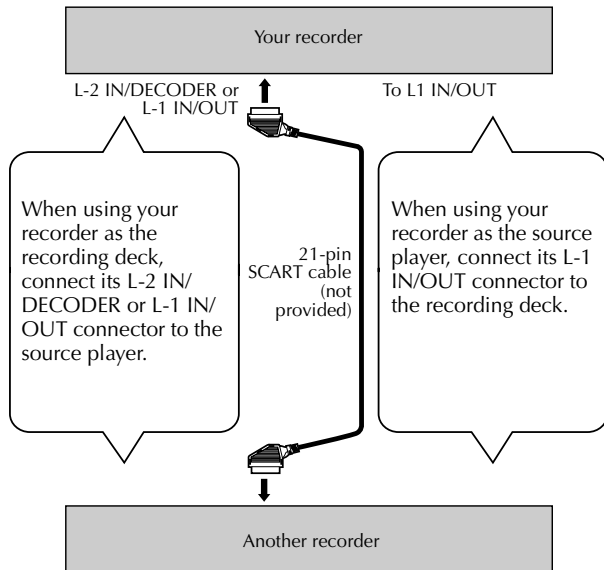 Your recorder
L-2 IN/DECODER or
L-1 IN/OUT
To L1 IN/OUT
When using your
recorder as the
recording deck,
connect its L-2 IN/
DECODER or L-1 IN/
OUT connector to the
source player.
21-pin
SCART cable
(not
provided)
When using your
recorder as the source
player, connect its L-1
IN/OUT connector to
the recording deck.
Another recorder